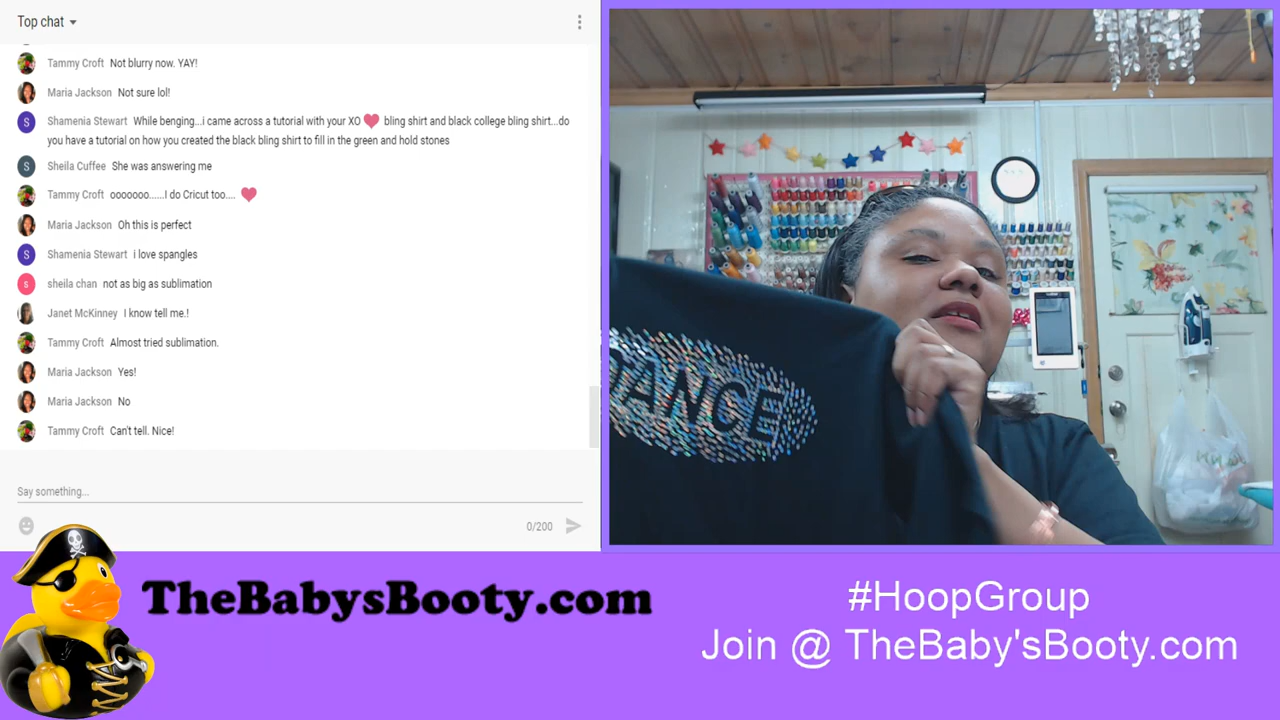 Top chat
Tammy Croft Not blurry now. YAY!
Maria Jackson Not sure lol!
S Shamenia Stewart While benging...i came across a tutorial with your XO ❤ bling shirt and black college bling shirt...do
you have a tutorial on how you created the black bling shirt to fill in the green and hold stones
S Sheila Cuffee She was answering me
Tammy Croft ooooooo......I do Cricut too.... ❤
Maria Jackson Oh this is perfect
S Shamenia Stewart i love spangles
s sheila chan not as big as sublimation
Janet McKinney I know tell me.!
Tammy Croft Almost tried sublimation.
Maria Jackson Yes!
Maria Jackson No
Tammy Croft Can't tell. Nice!
Say something...
0/200
DANCE
TheBabysBooty.com
#HoopGroup
Join @ TheBaby'sBooty.com